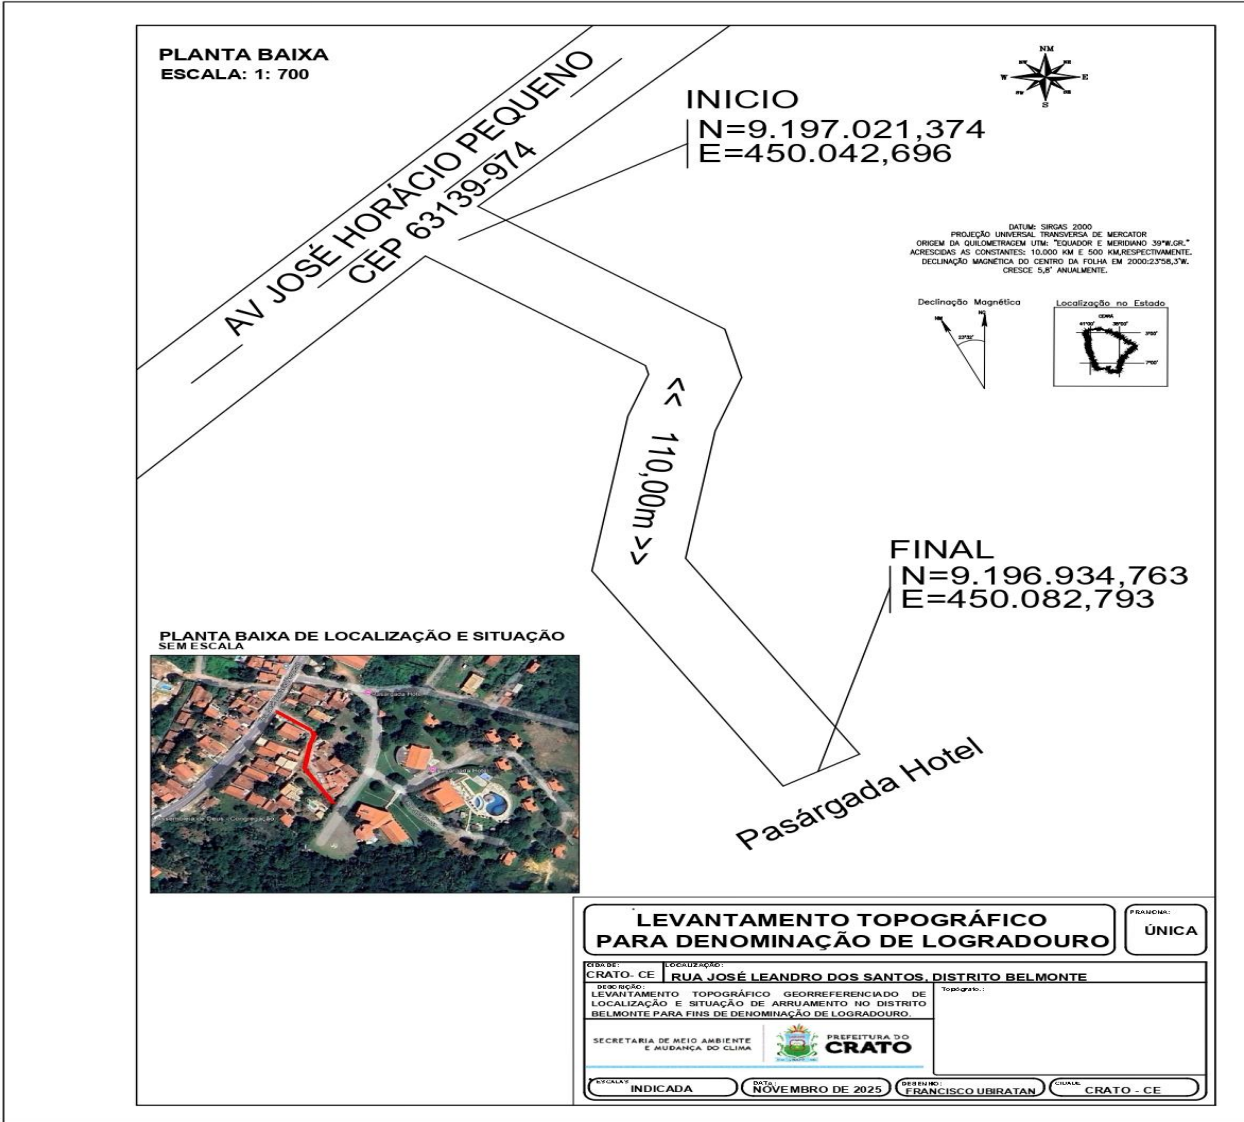 PLANTA BAIXA
ESCALA: 1: 700
AV JOSÉ HORÁCIO PEQUENO
CEP 63139-974
INICIO
N=9.197.021,374
E=450.042,696
NM
W
E
S
DATUM: SIRGAS 2000
PROJEÇÃO UNIVERSAL TRANSVERSA DE MERCATOR
ORIGEM DA QUILOMETRAGEM UTM: "EQUADOR E MERIDIANO 39°W.GR."
ACRESCIDAS AS CONSTANTES: 10.000 KM E 500 KM,RESPECTIVAMENTE.
DECLINAÇÃO MAGNÉTICA DO CENTRO DA FOLHA EM 2000:23°58,3'W.
CRESCE 5,8' ANUALMENTE.
Declinação Magnética
Localização no Estado
CEARÁ
<< 110,00m >>
FINAL
N=9.196.934,763
E=450.082,793
Pasárgada Hotel
PLANTA BAIXA DE LOCALIZAÇÃO E SITUAÇÃO
SEM ESCALA
LEVANTAMENTO TOPOGRÁFICO
PARA DENOMINAÇÃO DE LOGRADOURO
PRANCHA:
ÚNICA
CIDADE:
CRATO- CE
LOCALIZAÇÃO:
RUA JOSÉ LEANDRO DOS SANTOS, DISTRITO BELMONTE
DESCRIÇÃO:
LEVANTAMENTO TOPOGRÁFICO GEORREFERENCIADO DE
LOCALIZAÇÃO E SITUAÇÃO DE ARRUAMENTO NO DISTRITO
BELMONTE PARA FINS DE DENOMINAÇÃO DE LOGRADOURO.
Topógrafo.:
SECRETARIA DE MEIO AMBIENTE
E MUDANÇA DO CLIMA
PREFEITURA DO
CRATO
ESCALAS
INDICADA
DATA:
NOVEMBRO DE 2025
DESENHO:
FRANCISCO UBIRATAN
CIDADE
CRATO - CE